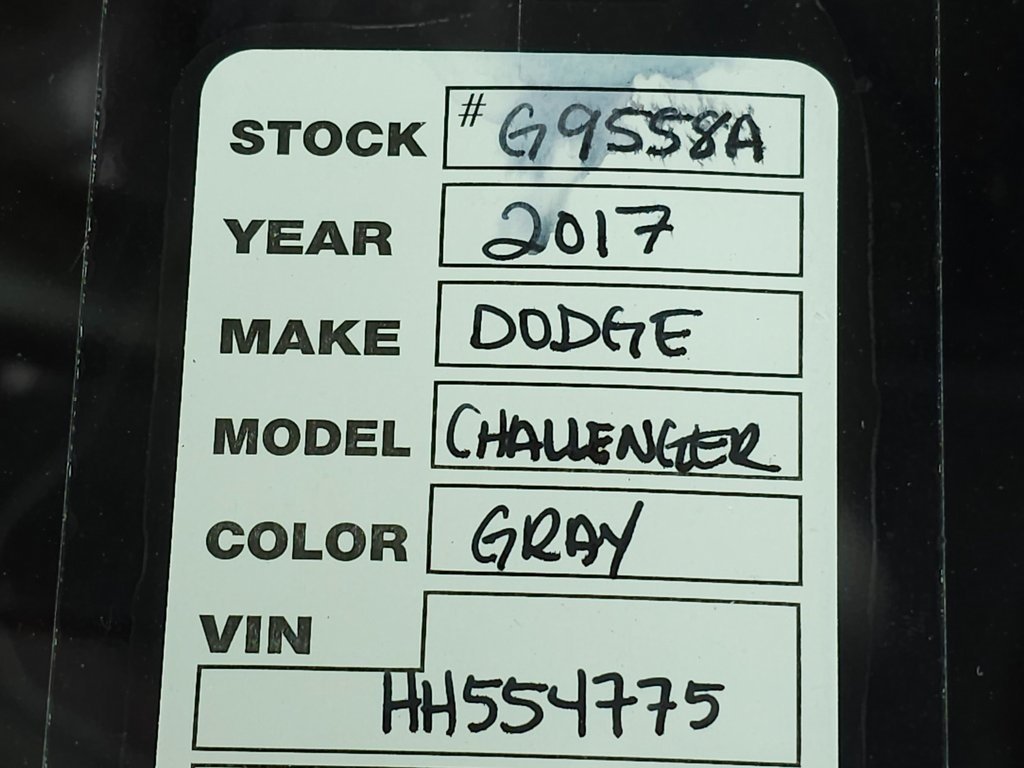 STOCK # G9558A
YEAR 2017
MAKE DODGE
MODEL CHALLENGER
COLOR GRAY
VIN
HH554775